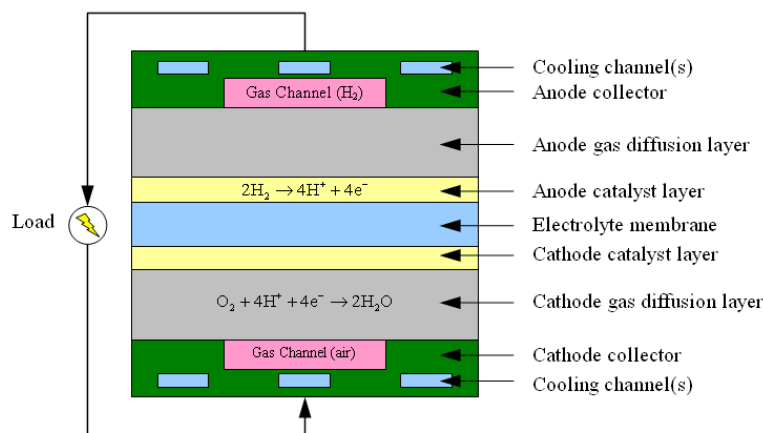 Cooling channel(s)
Gas Channel (H₂)
Anode collector
Anode gas diffusion layer
2H₂ → 4H⁺ + 4e⁻
Anode catalyst layer
Load
Electrolyte membrane
Cathode catalyst layer
O₂ + 4H⁺ + 4e⁻ → 2H₂O
Cathode gas diffusion layer
Gas Channel (air)
Cathode collector
Cooling channel(s)